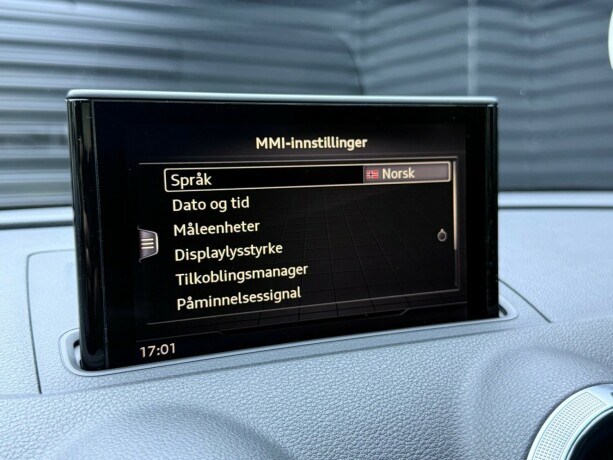 MMI-innstillinger
Språk Norsk
Dato og tid
Måleenheter
Displaylysstyrke
Tilkoblingsmanager
Påminnelsessignal
17:01